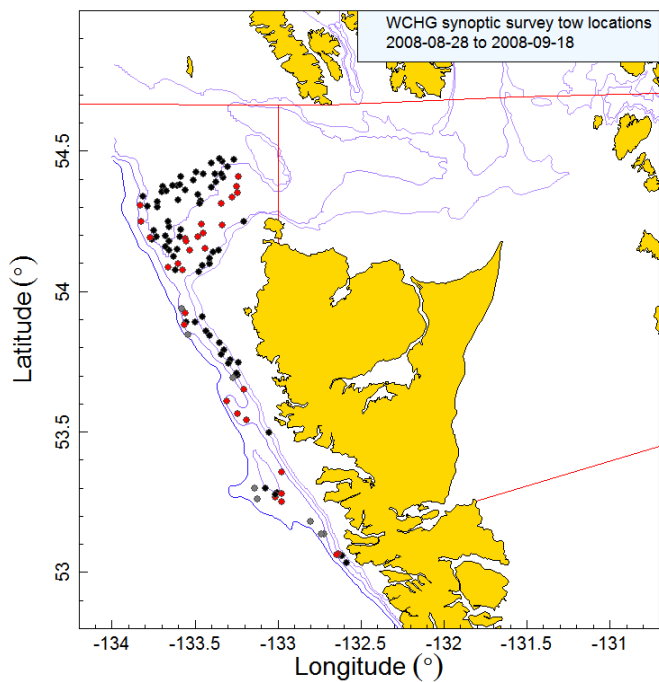 WCHG synoptic survey tow locations
2008-08-28 to 2008-09-18
54.5
54
53.5
53
Latitude (°)
-134
-133.5
-133
-132.5
-132
-131.5
-131
Longitude (°)